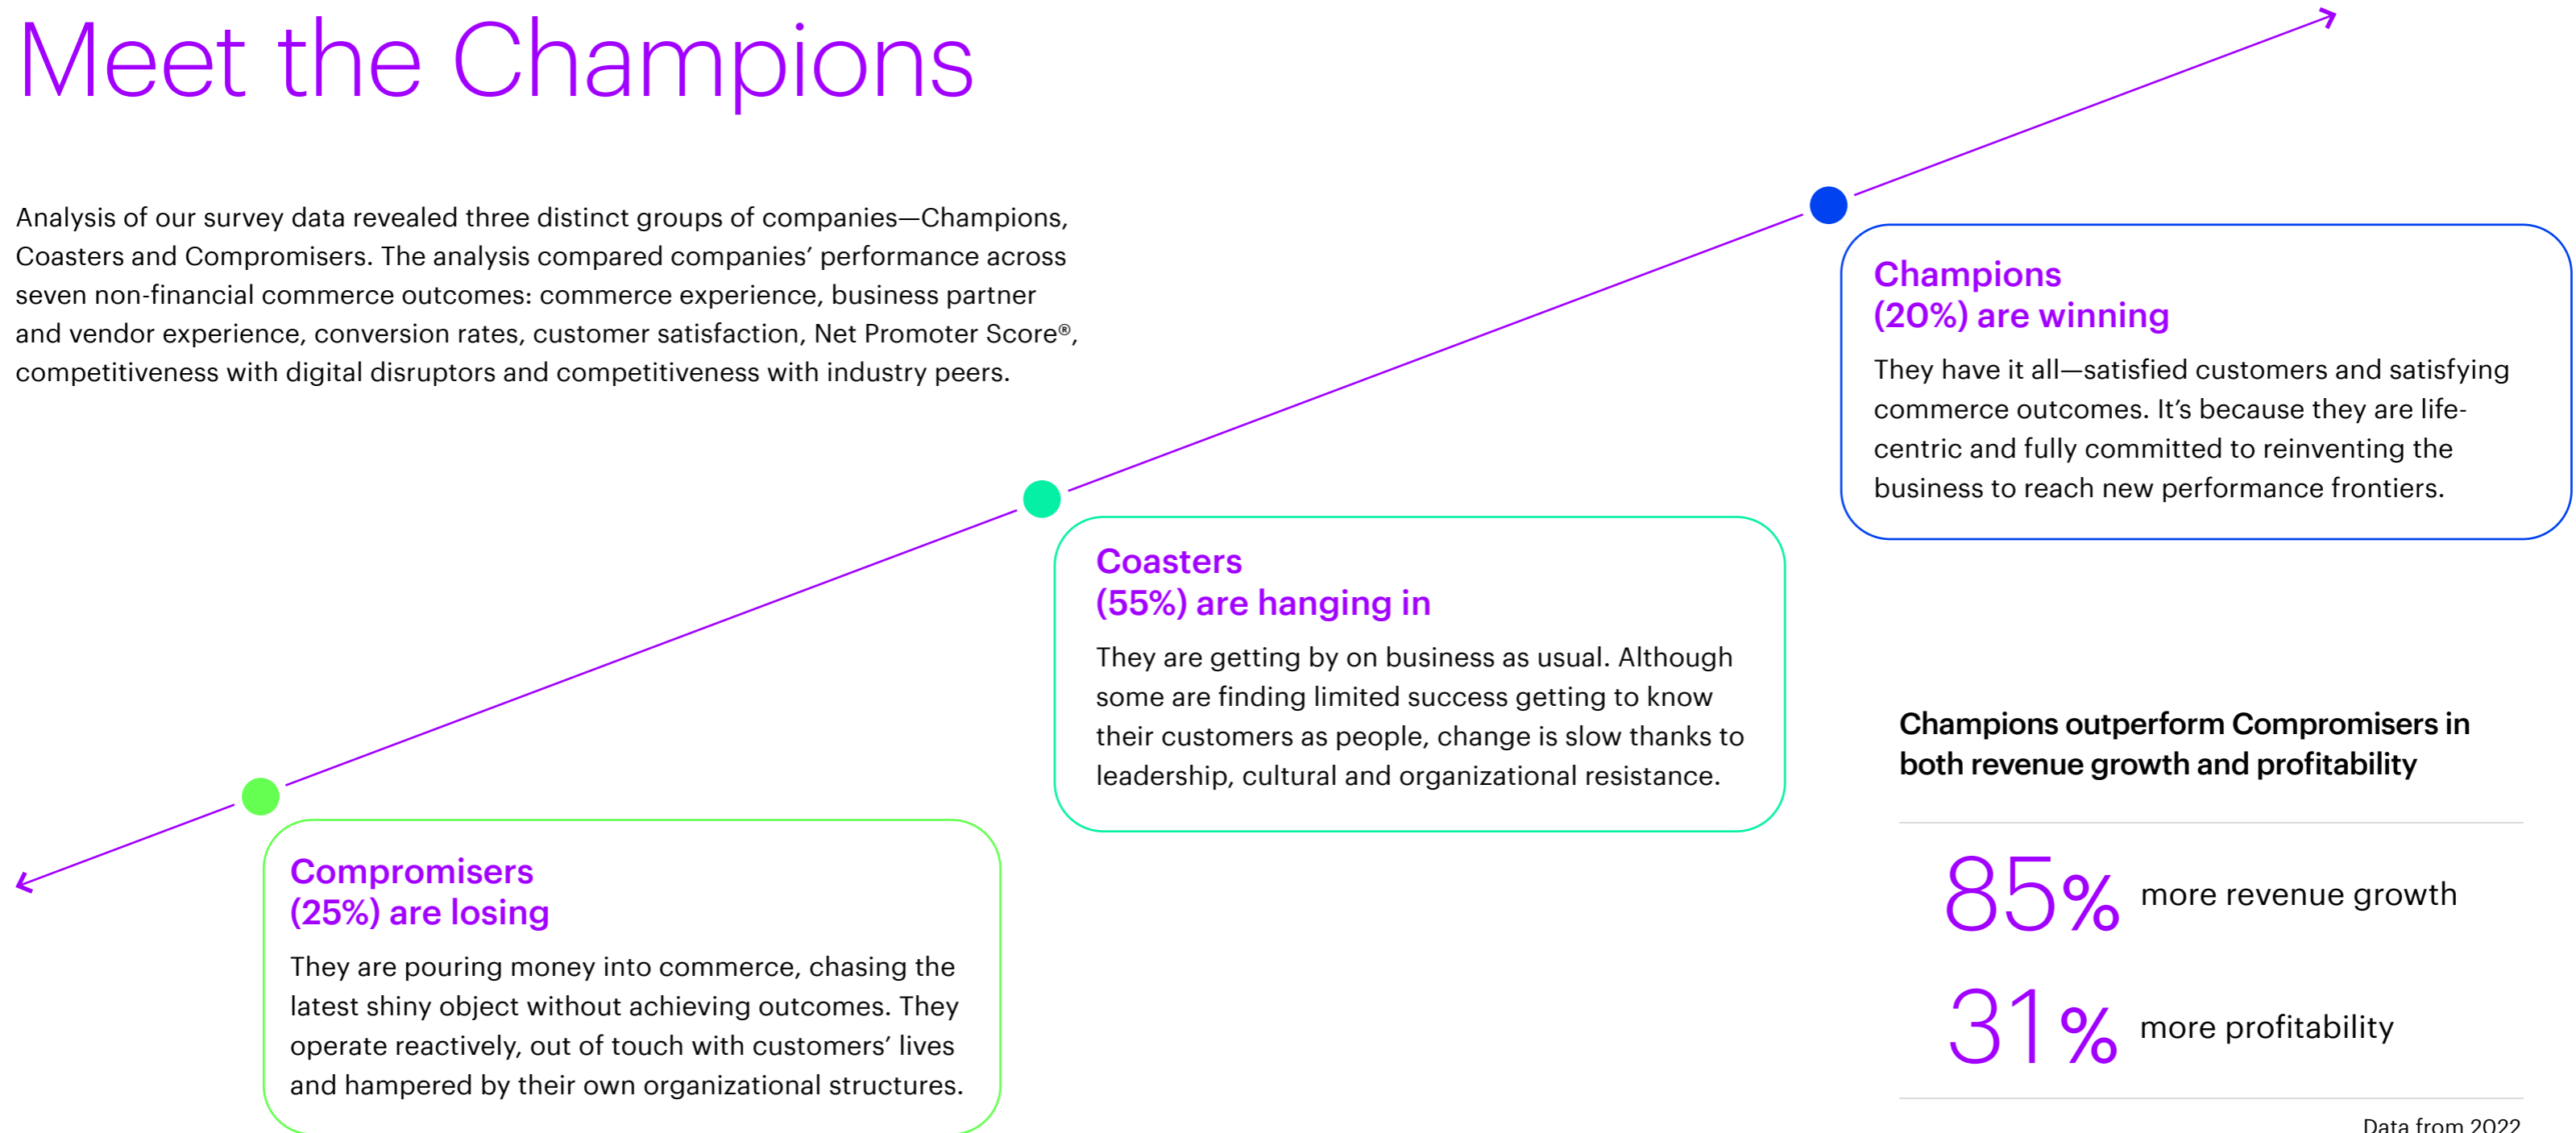 Meet the Champions
Analysis of our survey data revealed three distinct groups of companies—Champions,
Coasters and Compromisers. The analysis compared companies’ performance across
seven non-financial commerce outcomes: commerce experience, business partner
and vendor experience, conversion rates, customer satisfaction, Net Promoter Score®,
competitiveness with digital disruptors and competitiveness with industry peers.
Champions
(20%) are winning
They have it all—satisfied customers and satisfying
commerce outcomes. It’s because they are life-
centric and fully committed to reinventing the
business to reach new performance frontiers.
Coasters
(55%) are hanging in
They are getting by on business as usual. Although
some are finding limited success getting to know
their customers as people, change is slow thanks to
leadership, cultural and organizational resistance.
Compromisers
(25%) are losing
They are pouring money into commerce, chasing the
latest shiny object without achieving outcomes. They
operate reactively, out of touch with customers’ lives
and hampered by their own organizational structures.
Champions outperform Compromisers in
both revenue growth and profitability
85% more revenue growth
31% more profitability
Data from 2022